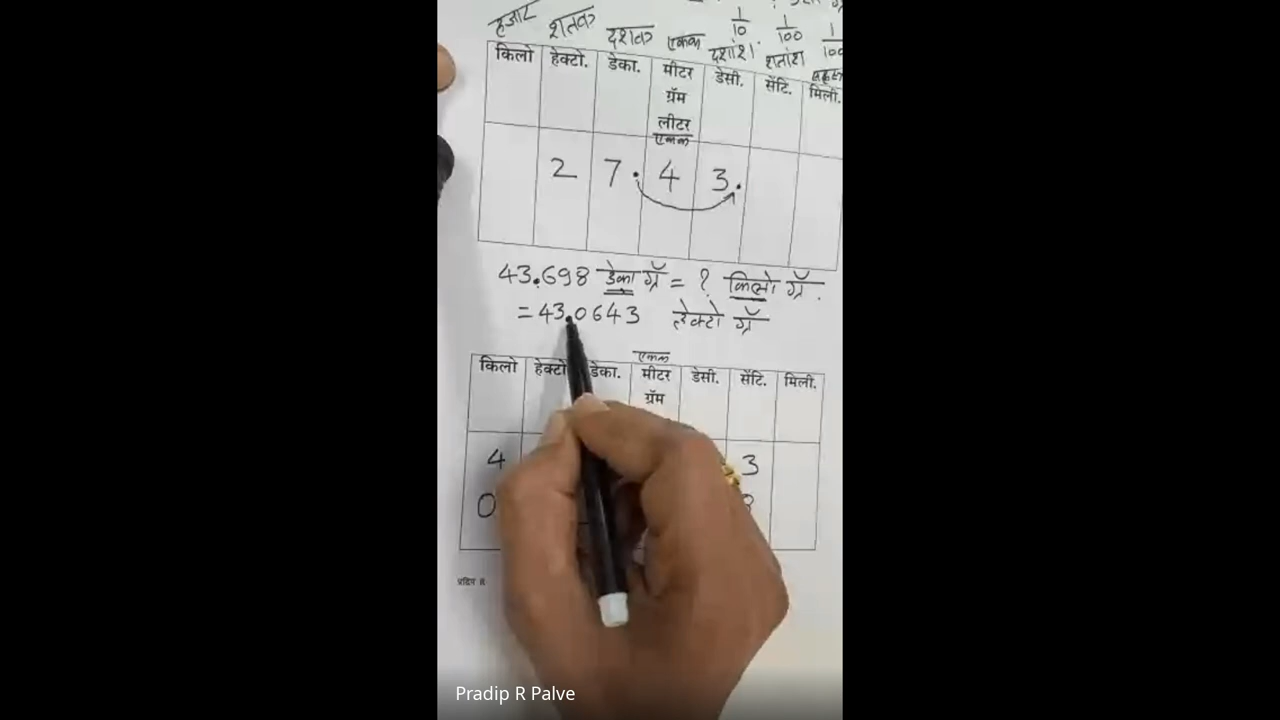 हजार शतक दशक एकक 1/10 दशांश 1/100 शतांश
किलो हेक्टो. डेका. मीटर ग्रॅम लीटर एकक डेसी. सेंटि. मिली.
2 7 . 4 3 .
43.698 डेका ग्रॅ = ? किलो ग्रॅ.
= 43.0643 हेक्टो ग्रॅ
एकक
किलो हेक्टो डेका. मीटर ग्रॅम डेसी. सेंटि. मिली.
4 3
0
Pradip R Palve